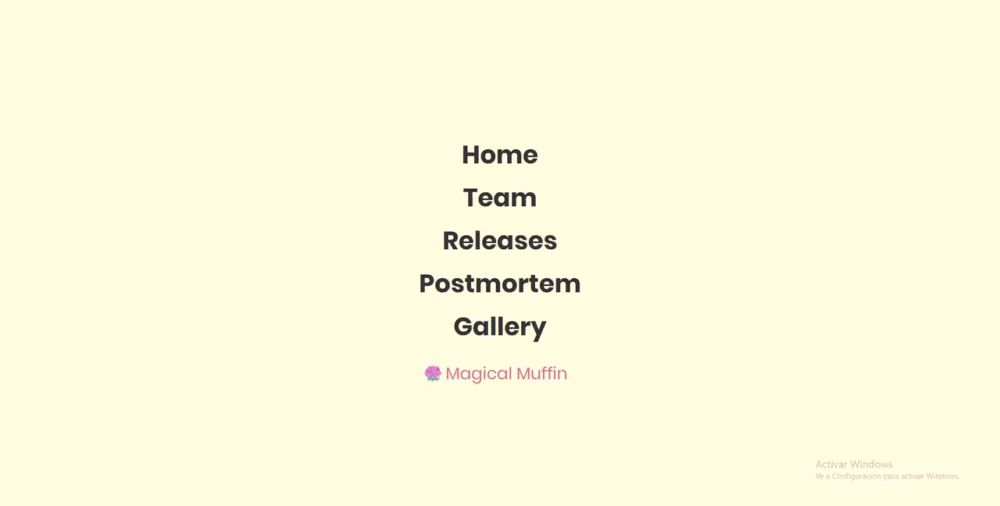 Home
Team
Releases
Postmortem
Gallery
Magical Muffin
Activar Windows
Ve a Configuración para activar Windows.